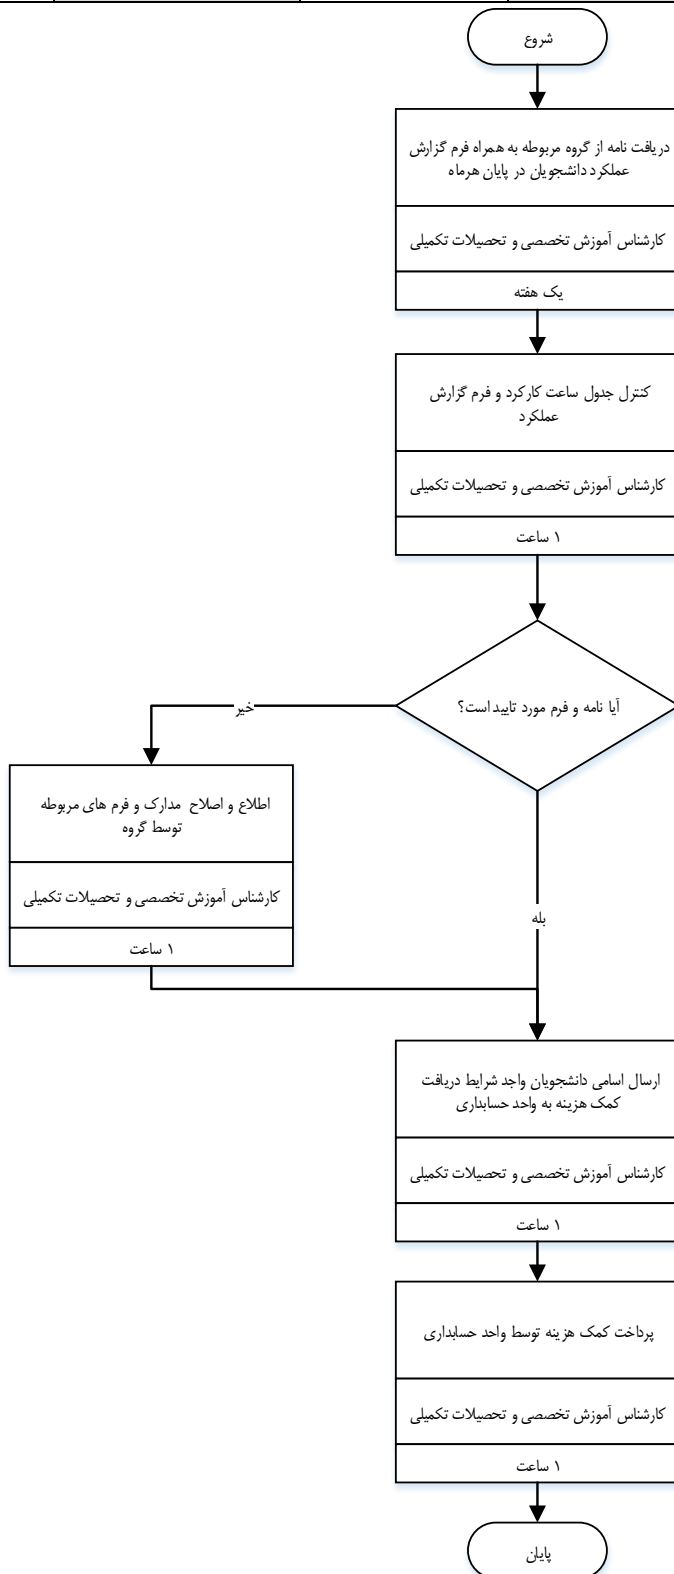 شروع
دریافت نامه از گروه مربوطه به همراه فرم گزارش
عملکرد دانشجویان در پایان هرماه
کارشناس آموزش تخصصی و تحصیلات تکمیلی
یک هفته
کنترل جدول ساعت کارکرد و فرم گزارش
عملکرد
کارشناس آموزش تخصصی و تحصیلات تکمیلی
۱ ساعت
آیا نامه و فرم مورد تایید است؟
خیر
اطلاع و اصلاح مدارک و فرم های مربوطه
توسط گروه
کارشناس آموزش تخصصی و تحصیلات تکمیلی
۱ ساعت
بله
ارسال اسامی دانشجویان واجد شرایط دریافت
کمک هزینه به واحد حسابداری
کارشناس آموزش تخصصی و تحصیلات تکمیلی
۱ ساعت
پرداخت کمک هزینه توسط واحد حسابداری
کارشناس آموزش تخصصی و تحصیلات تکمیلی
۱ ساعت
پایان